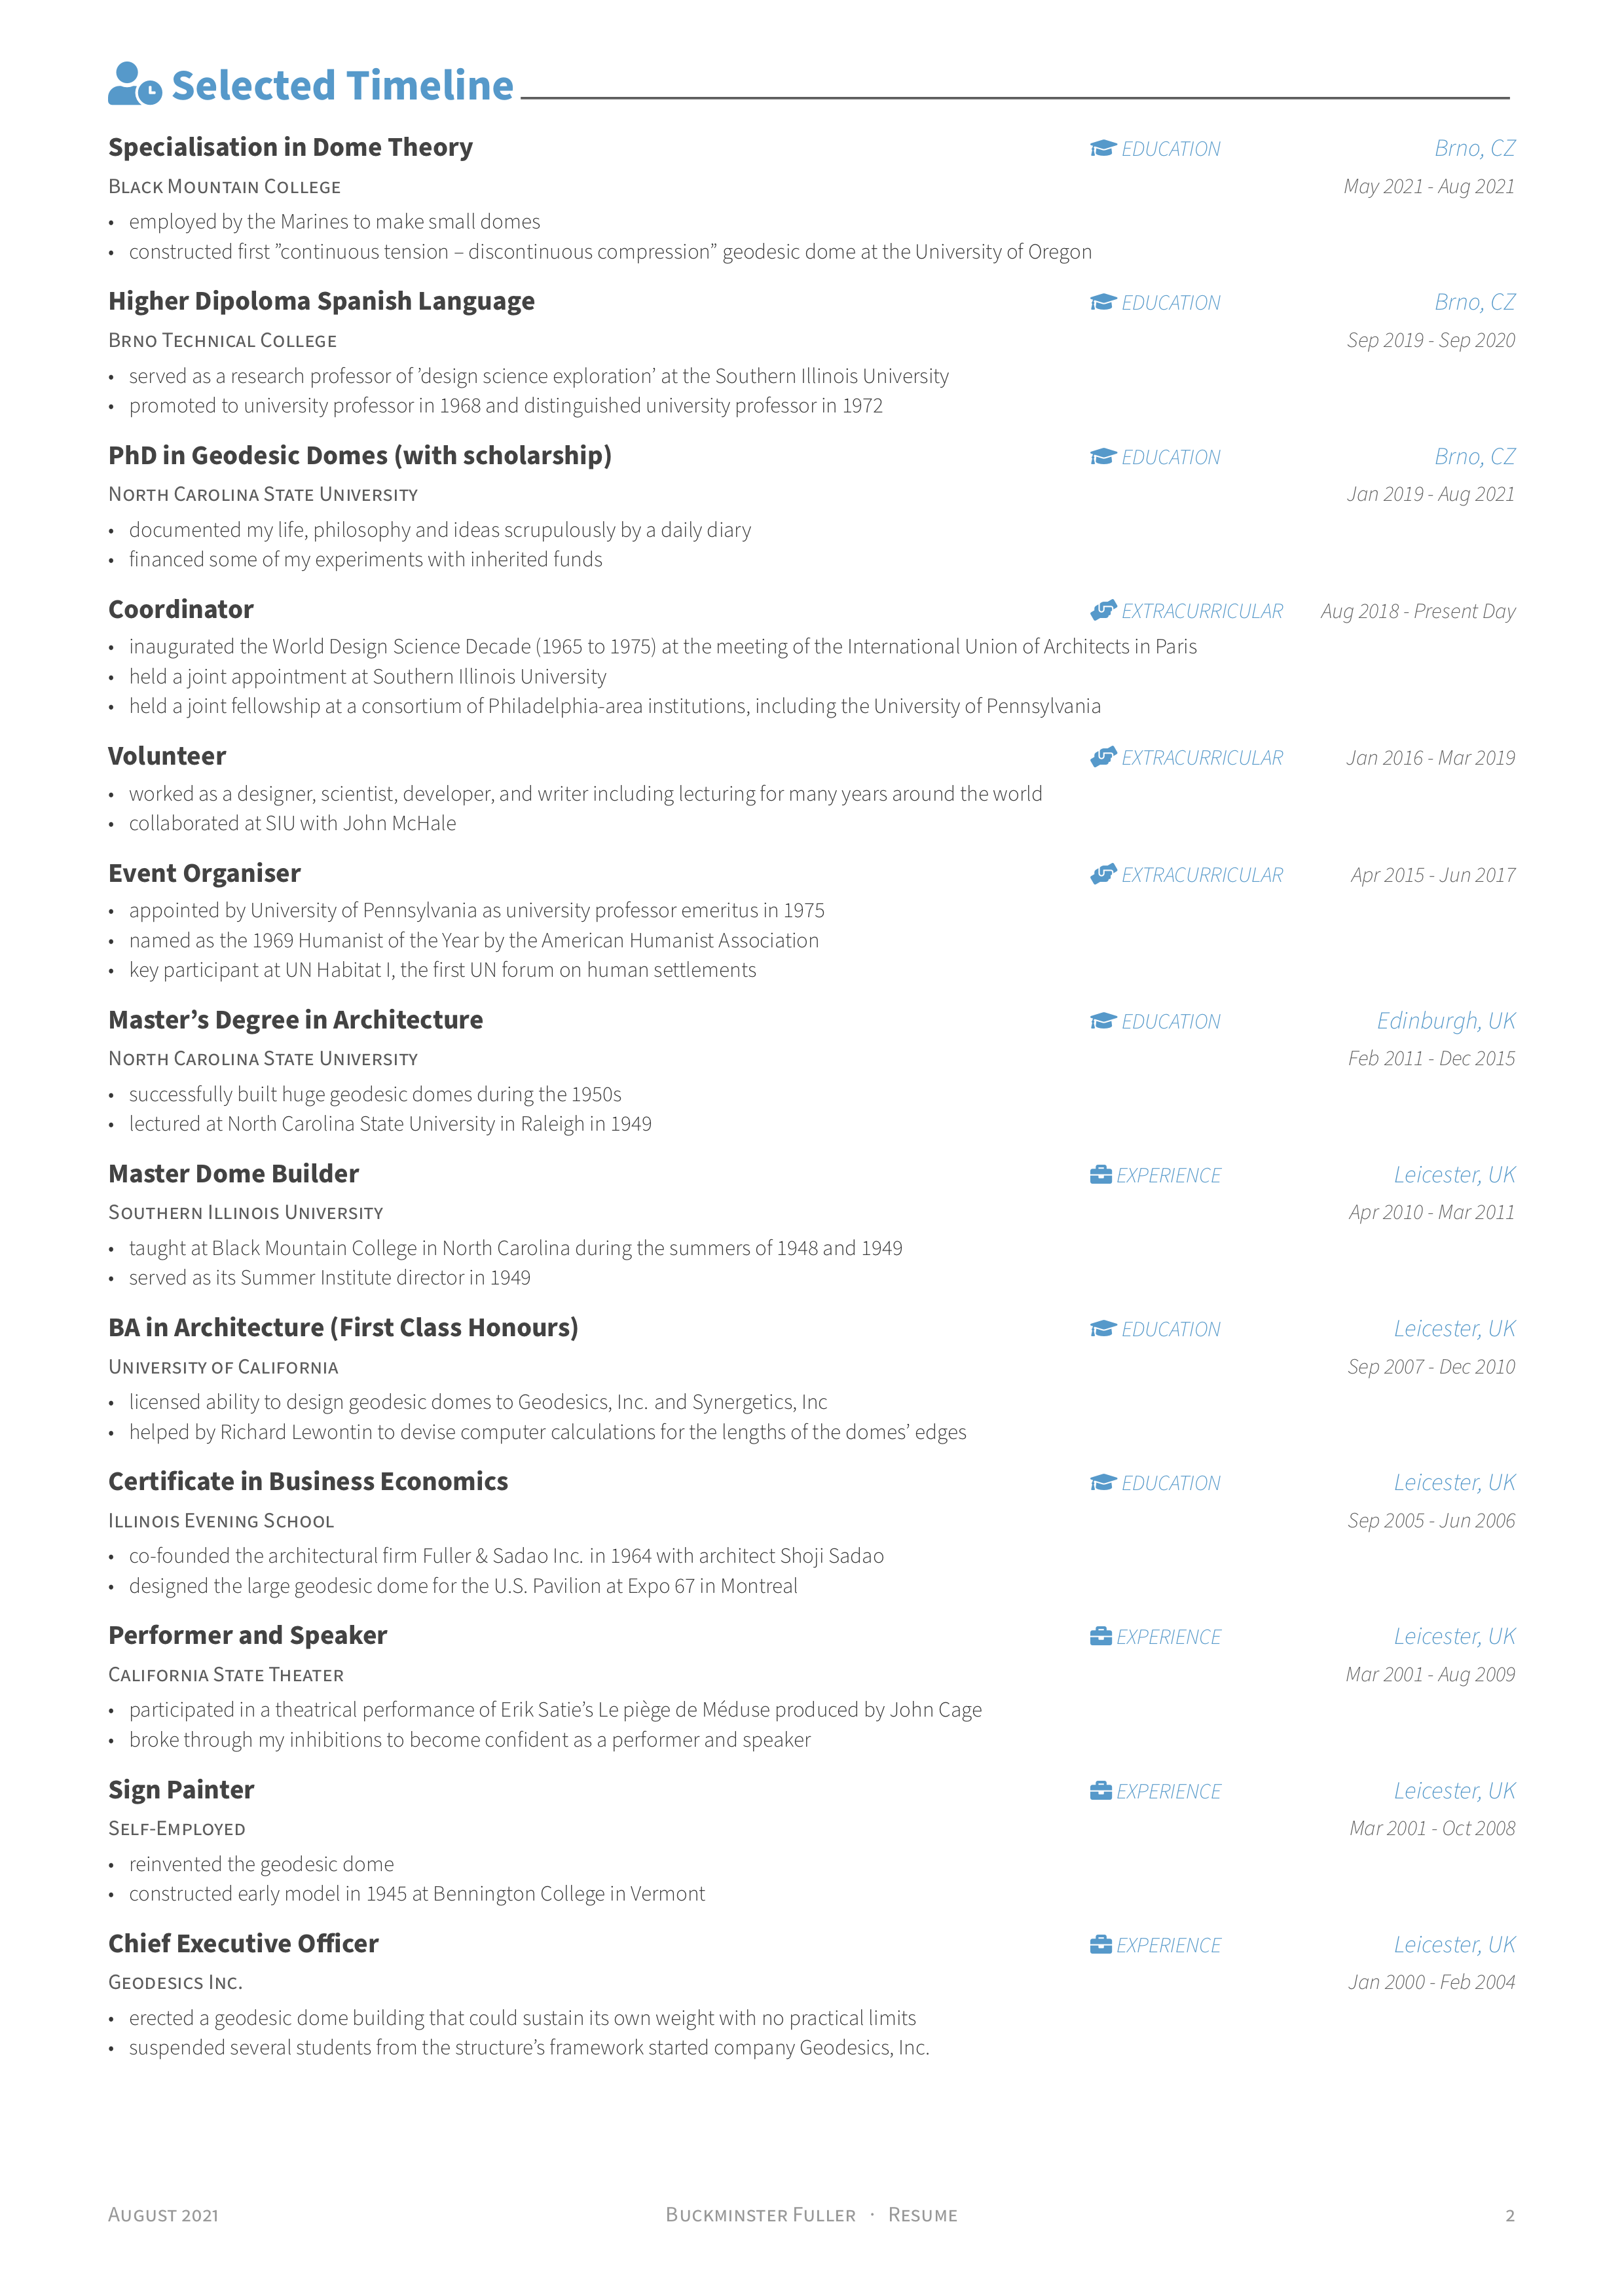 Selected Timeline
Specialisation in Dome Theory EDUCATION Brno, CZ
Black Mountain College May 2021 - Aug 2021
• employed by the Marines to make small domes
• constructed first ”continuous tension – discontinuous compression” geodesic dome at the University of Oregon
Higher Dipoloma Spanish Language EDUCATION Brno, CZ
Brno Technical College Sep 2019 - Sep 2020
• served as a research professor of ’design science exploration’ at the Southern Illinois University
• promoted to university professor in 1968 and distinguished university professor in 1972
PhD in Geodesic Domes (with scholarship) EDUCATION Brno, CZ
North Carolina State University Jan 2019 - Aug 2021
• documented my life, philosophy and ideas scrupulously by a daily diary
• financed some of my experiments with inherited funds
Coordinator EXTRACURRICULAR Aug 2018 - Present Day
• inaugurated the World Design Science Decade (1965 to 1975) at the meeting of the International Union of Architects in Paris
• held a joint appointment at Southern Illinois University
• held a joint fellowship at a consortium of Philadelphia-area institutions, including the University of Pennsylvania
Volunteer EXTRACURRICULAR Jan 2016 - Mar 2019
• worked as a designer, scientist, developer, and writer including lecturing for many years around the world
• collaborated at SIU with John McHale
Event Organiser EXTRACURRICULAR Apr 2015 - Jun 2017
• appointed by University of Pennsylvania as university professor emeritus in 1975
• named as the 1969 Humanist of the Year by the American Humanist Association
• key participant at UN Habitat I, the first UN forum on human settlements
Master’s Degree in Architecture EDUCATION Edinburgh, UK
North Carolina State University Feb 2011 - Dec 2015
• successfully built huge geodesic domes during the 1950s
• lectured at North Carolina State University in Raleigh in 1949
Master Dome Builder EXPERIENCE Leicester, UK
Southern Illinois University Apr 2010 - Mar 2011
• taught at Black Mountain College in North Carolina during the summers of 1948 and 1949
• served as its Summer Institute director in 1949
BA in Architecture (First Class Honours) EDUCATION Leicester, UK
University of California Sep 2007 - Dec 2010
• licensed ability to design geodesic domes to Geodesics, Inc. and Synergetics, Inc
• helped by Richard Lewontin to devise computer calculations for the lengths of the domes’ edges
Certificate in Business Economics EDUCATION Leicester, UK
Illinois Evening School Sep 2005 - Jun 2006
• co-founded the architectural firm Fuller & Sadao Inc. in 1964 with architect Shoji Sadao
• designed the large geodesic dome for the U.S. Pavilion at Expo 67 in Montreal
Performer and Speaker EXPERIENCE Leicester, UK
California State Theater Mar 2001 - Aug 2009
• participated in a theatrical performance of Erik Satie’s Le piège de Méduse produced by John Cage
• broke through my inhibitions to become confident as a performer and speaker
Sign Painter EXPERIENCE Leicester, UK
Self-Employed Mar 2001 - Oct 2008
• reinvented the geodesic dome
• constructed early model in 1945 at Bennington College in Vermont
Chief Executive Officer EXPERIENCE Leicester, UK
Geodesics Inc. Jan 2000 - Feb 2004
• erected a geodesic dome building that could sustain its own weight with no practical limits
• suspended several students from the structure’s framework started company Geodesics, Inc.
August 2021 Buckminster Fuller · Resume 2